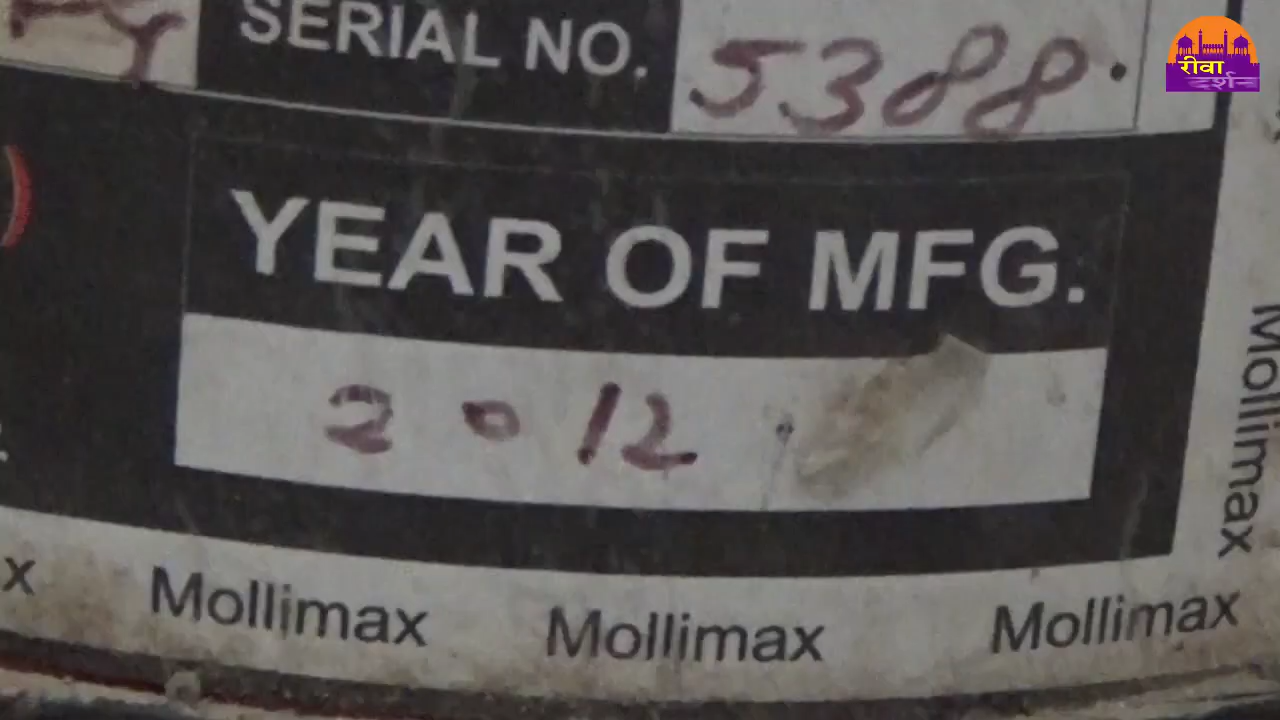 SERIAL NO. 5388.
रीवा
दर्शन
YEAR OF MFG.
2012
Mollimax
Mollimax
Mollimax
Mollimax